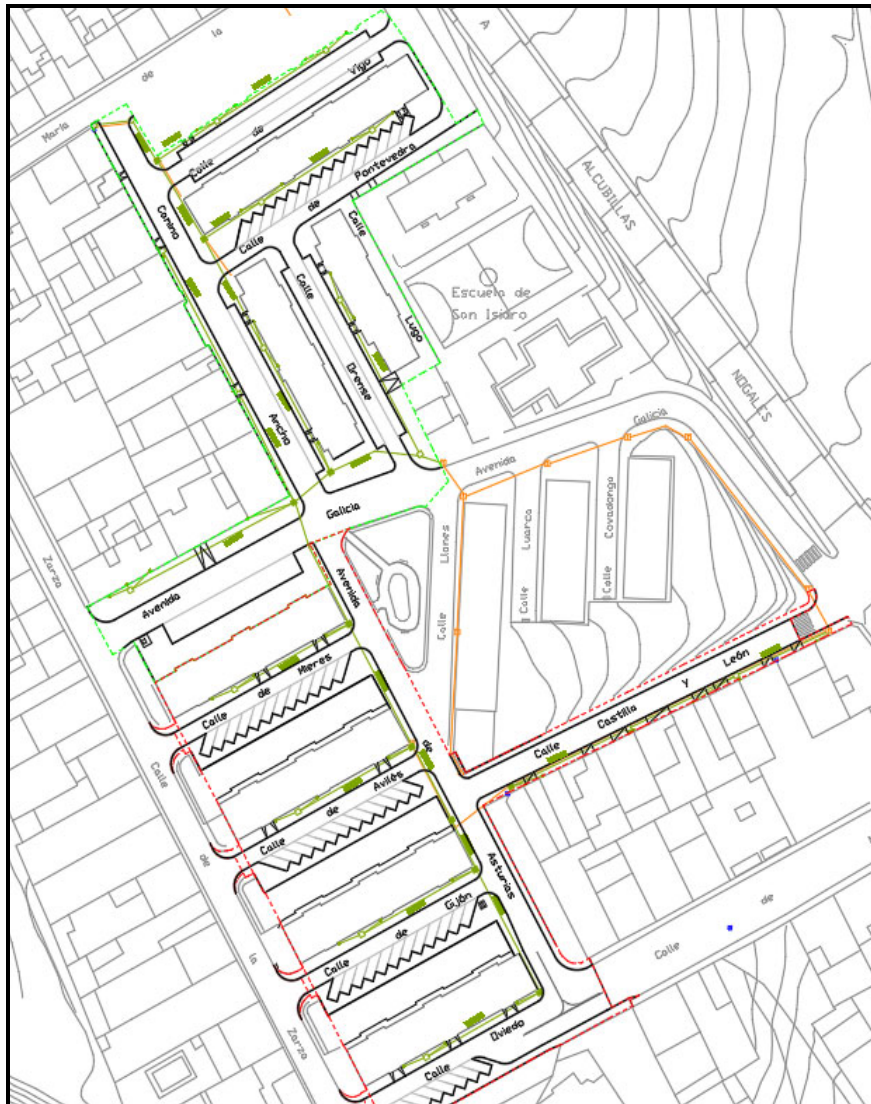 María de la
A
Calle de Vigo
ALCUBILLAS
Calle de Pontevedra
Camino Ancho
Calle Lugo
Calle Orense
Escuela de
San Isidro
NOGALES
Avenida Galicia
Galicia
Zarza
Avenida
Avenida de Asturias
Calle Llanes
Calle Luarca
Calle Covadonga
Calle de Mieres
Calle Castilla y León
Calle de la Zarza
Calle de Avilés
Calle de Gijón
Calle de
Calle Oviedo